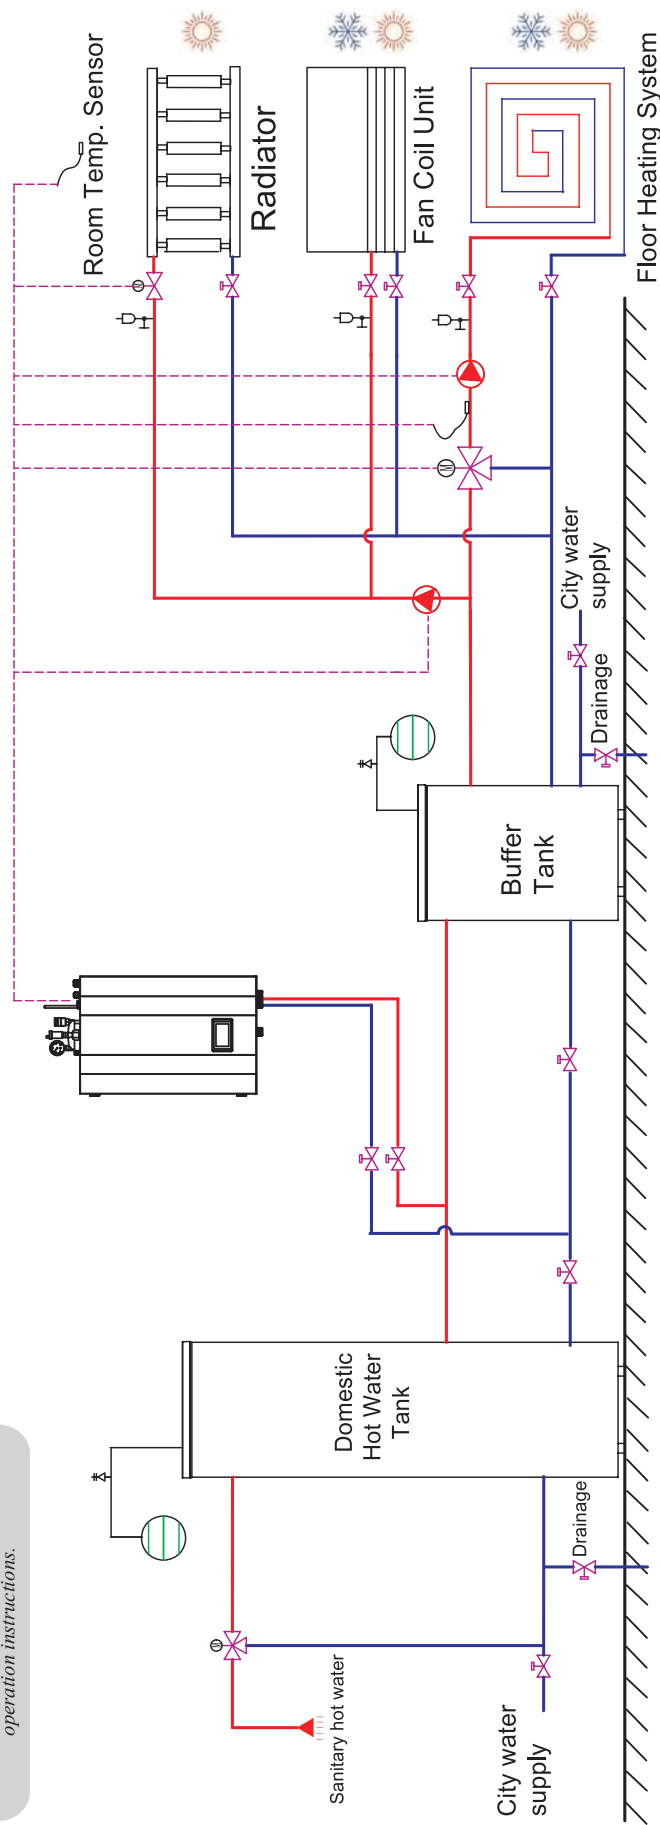 operation instructions.
Sanitary hot water
City water
supply
Drainage
Domestic
Hot Water
Tank
Buffer
Tank
Drainage
City water
supply
Room Temp. Sensor
Radiator
Fan Coil Unit
Floor Heating System